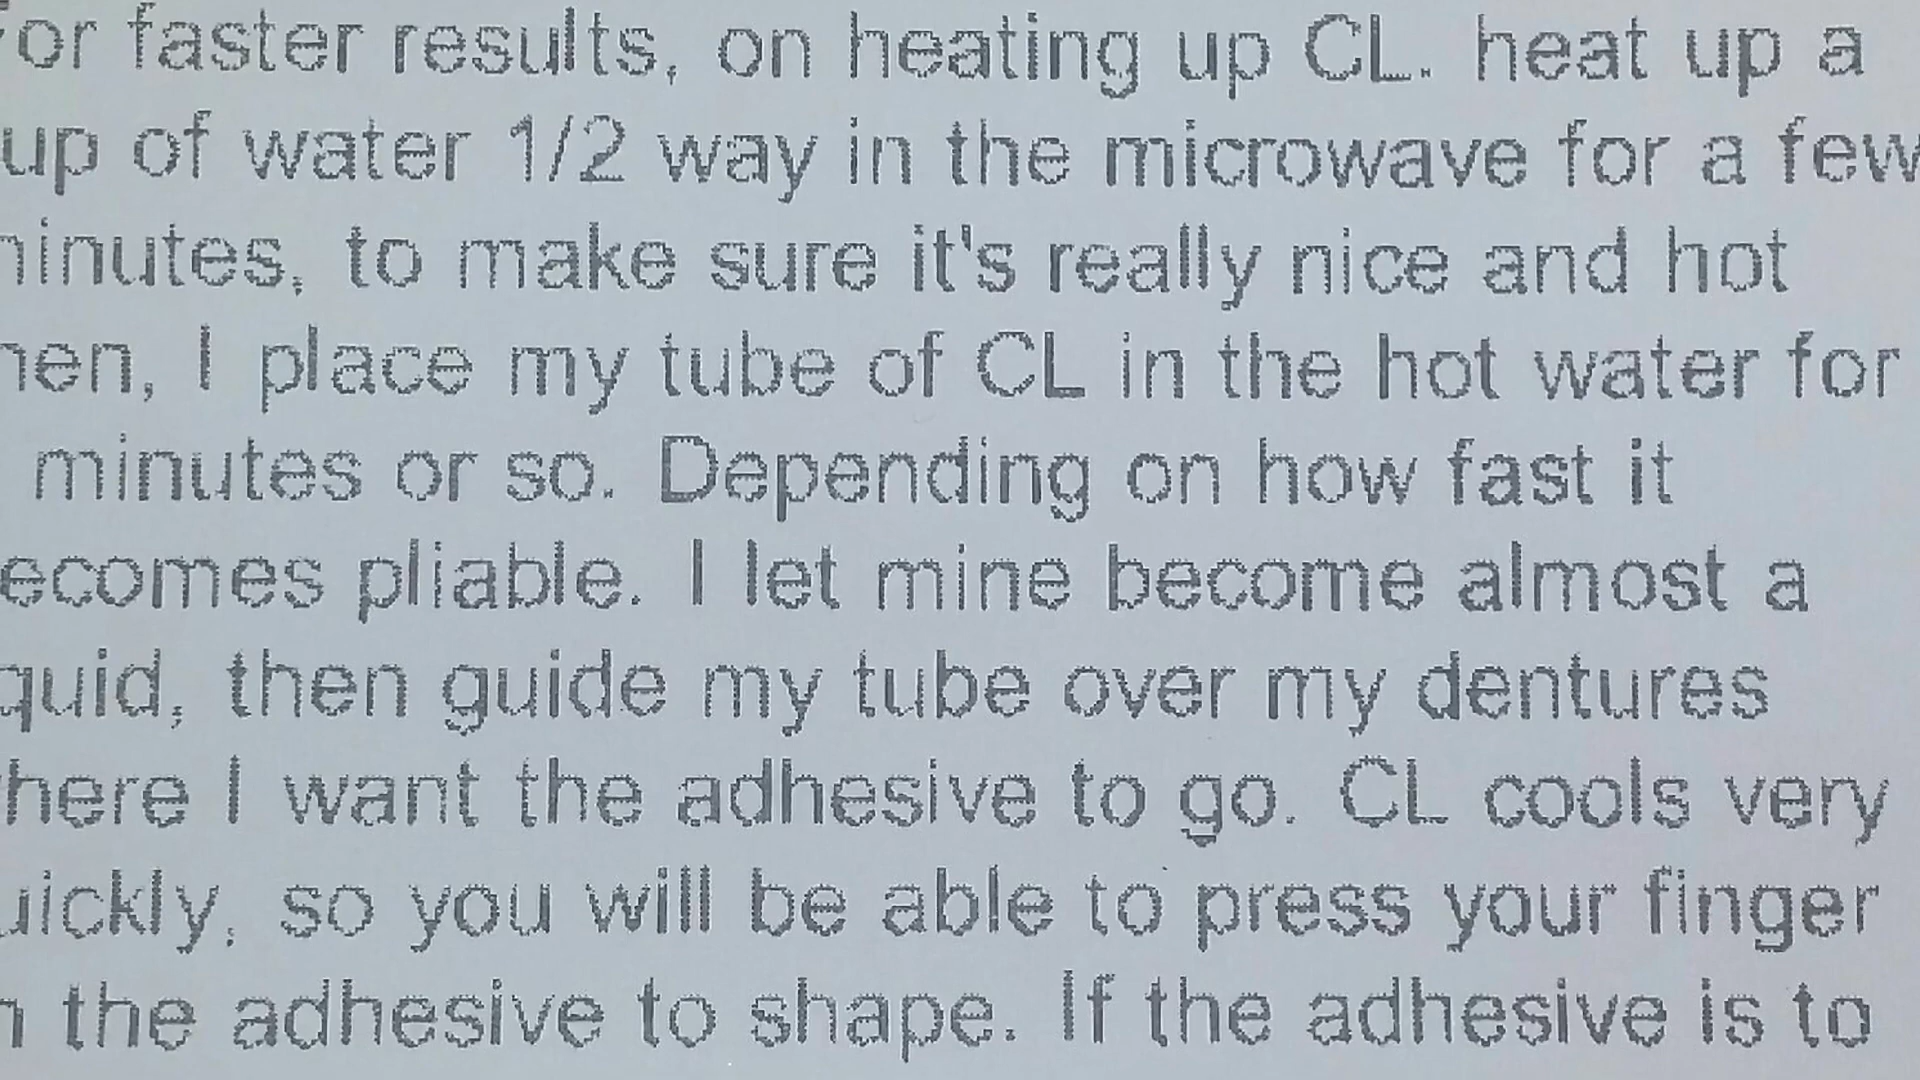 or faster results, on heating up CL. heat up a
up of water 1/2 way in the microwave for a few
inutes, to make sure it's really nice and hot
hen, I place my tube of CL in the hot water for
minutes or so. Depending on how fast it
ecomes pliable. I let mine become almost a
quid, then guide my tube over my dentures
here I want the adhesive to go. CL cools very
uickly, so you will be able to press your finger
n the adhesive to shape. If the adhesive is to